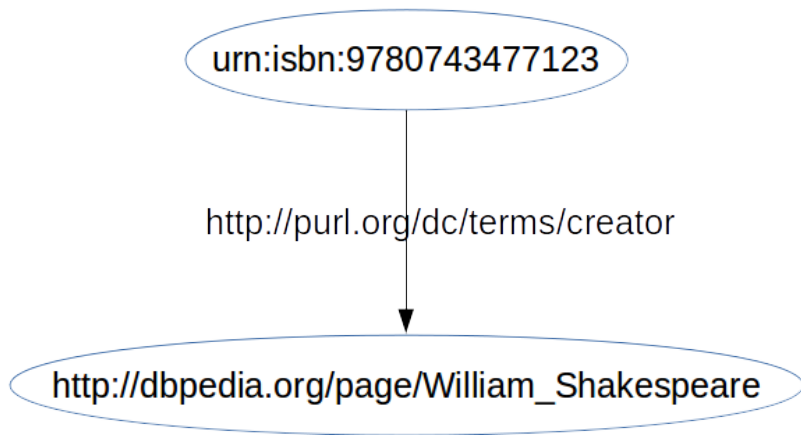 urn:isbn:9780743477123
http://purl.org/dc/terms/creator
http://dbpedia.org/page/William_Shakespeare